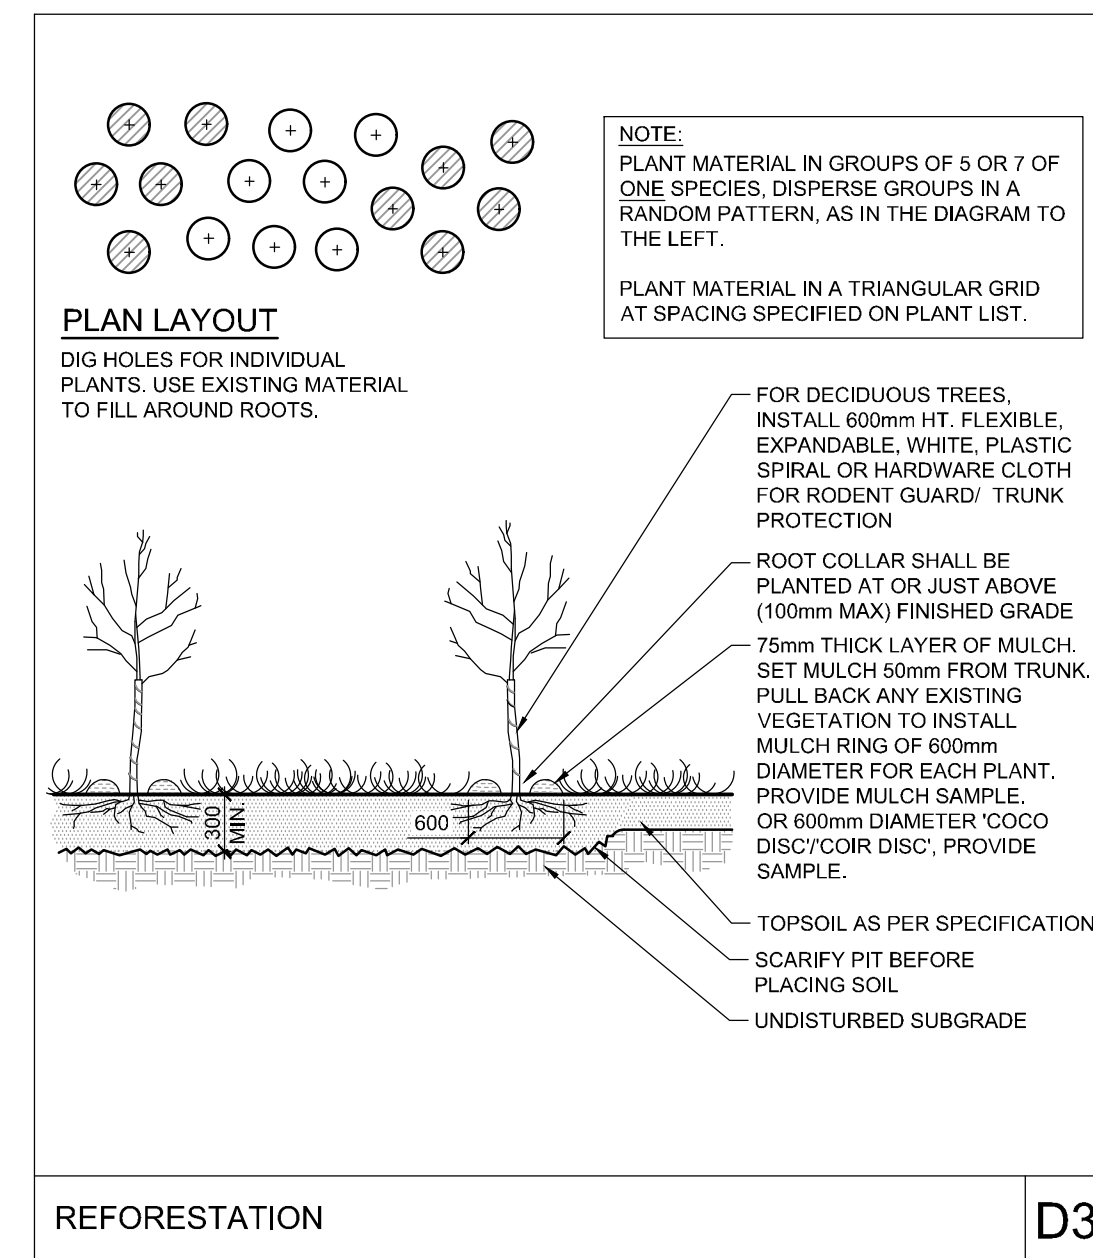 NOTE:
PLANT MATERIAL IN GROUPS OF 5 OR 7 OF
ONE SPECIES, DISPERSE GROUPS IN A
RANDOM PATTERN, AS IN THE DIAGRAM TO
THE LEFT.
PLANT MATERIAL IN A TRIANGULAR GRID
AT SPACING SPECIFIED ON PLANT LIST.
PLAN LAYOUT
DIG HOLES FOR INDIVIDUAL
PLANTS. USE EXISTING MATERIAL
TO FILL AROUND ROOTS.
FOR DECIDUOUS TREES,
INSTALL 600mm HT. FLEXIBLE,
EXPANDABLE, WHITE, PLASTIC
SPIRAL OR HARDWARE CLOTH
FOR RODENT GUARD/ TRUNK
PROTECTION
ROOT COLLAR SHALL BE
PLANTED AT OR JUST ABOVE
(100mm MAX) FINISHED GRADE
75mm THICK LAYER OF MULCH.
SET MULCH 50mm FROM TRUNK.
PULL BACK ANY EXISTING
VEGETATION TO INSTALL
MULCH RING OF 600mm
DIAMETER FOR EACH PLANT.
PROVIDE MULCH SAMPLE.
OR 600mm DIAMETER 'COCO
DISC'/'COIR DISC', PROVIDE
SAMPLE.
300
MIN.
600
TOPSOIL AS PER SPECIFICATION
SCARIFY PIT BEFORE
PLACING SOIL
UNDISTURBED SUBGRADE
REFORESTATION
D3